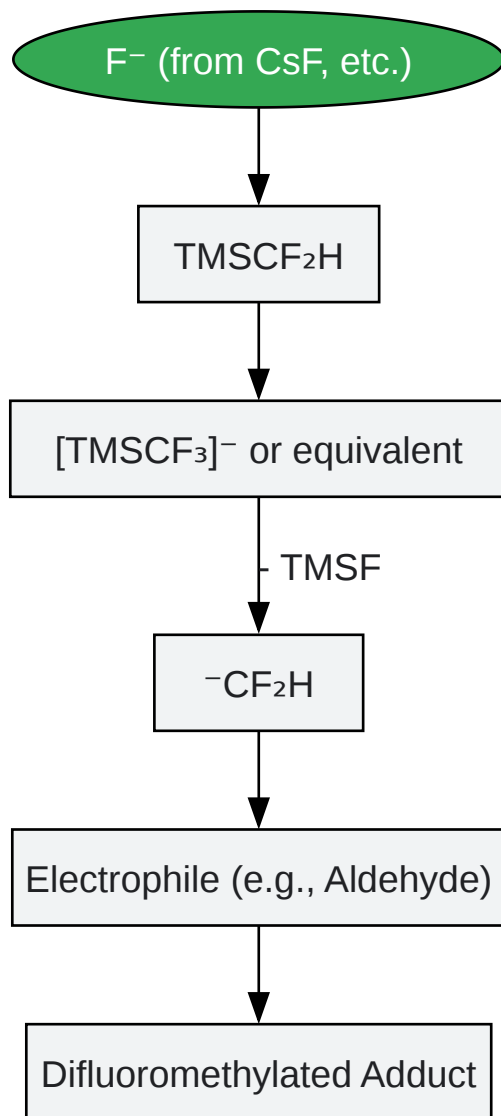 F⁻ (from CsF, etc.)
TMSCF₂H
[TMSCF₃]⁻ or equivalent
- TMSF
⁻CF₂H
Electrophile (e.g., Aldehyde)
Difluoromethylated Adduct